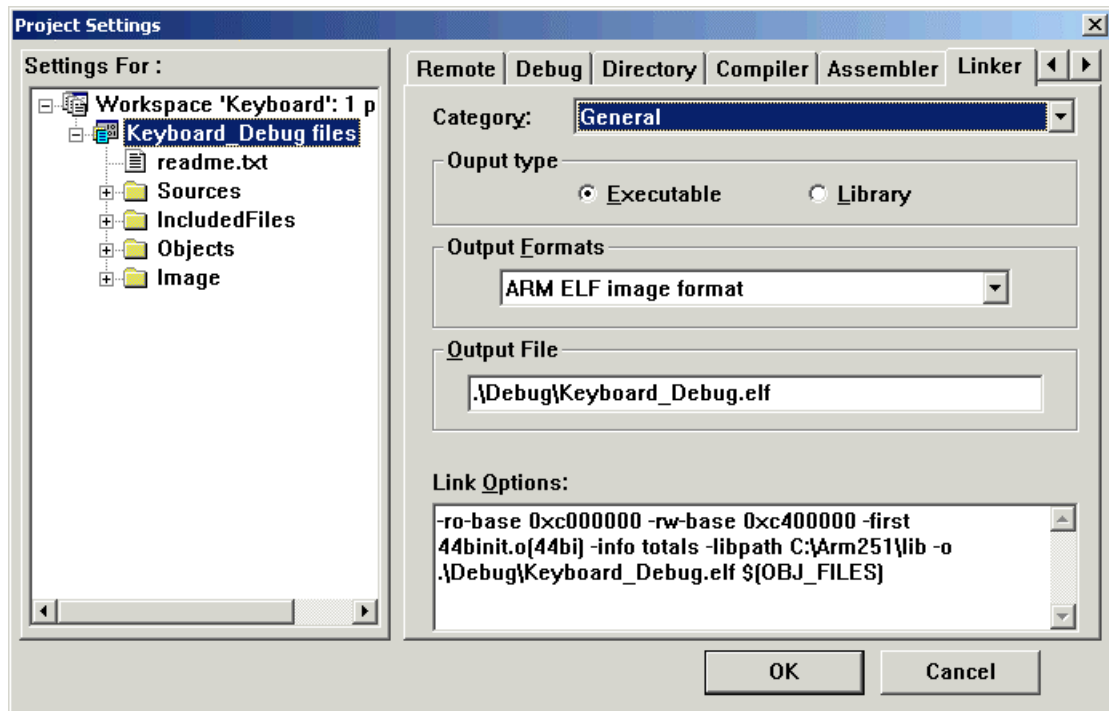 Project Settings
Settings For :
Workspace 'Keyboard': 1 p
Keyboard_Debug files
readme.txt
Sources
IncludedFiles
Objects
Image
Remote Debug Directory Compiler Assembler Linker
Category: General
Ouput type
Executable Library
Output Formats
ARM ELF image format
Output File
.\Debug\Keyboard_Debug.elf
Link Options:
-ro-base 0xc000000 -rw-base 0xc400000 -first
44binit.o(44bi) -info totals -libpath C:\Arm251\lib -o
.\Debug\Keyboard_Debug.elf $(OBJ_FILES)
OK Cancel